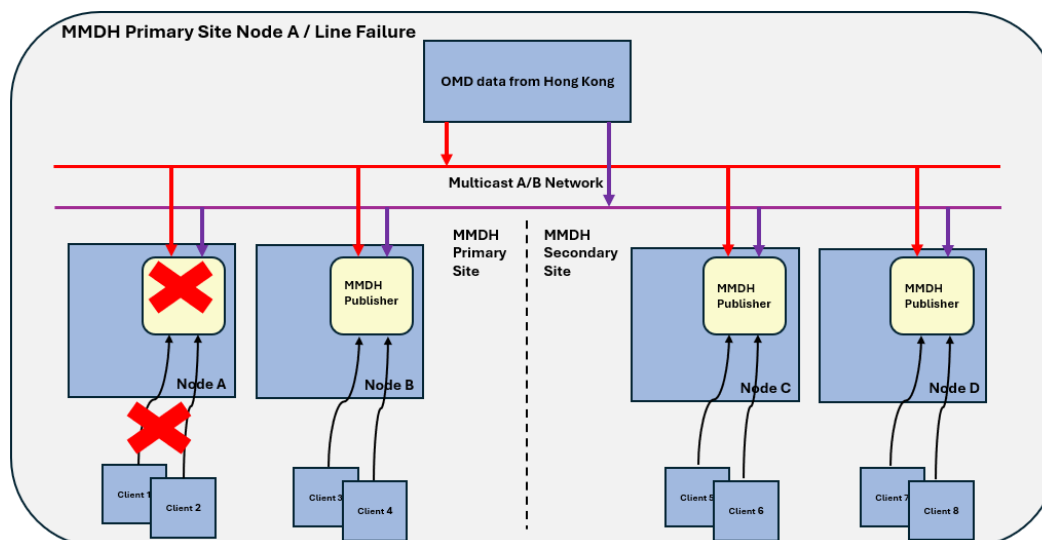 MMDH Primary Site Node A / Line Failure
OMD data from Hong Kong
Multicast A/B Network
MMDH
Primary
Site
MMDH
Secondary
Site
MMDH
Publisher
MMDH
Publisher
MMDH
Publisher
Node A
Node B
Node C
Node D
Client 1
Client 2
Client 3
Client 4
Client 5
Client 6
Client 7
Client 8